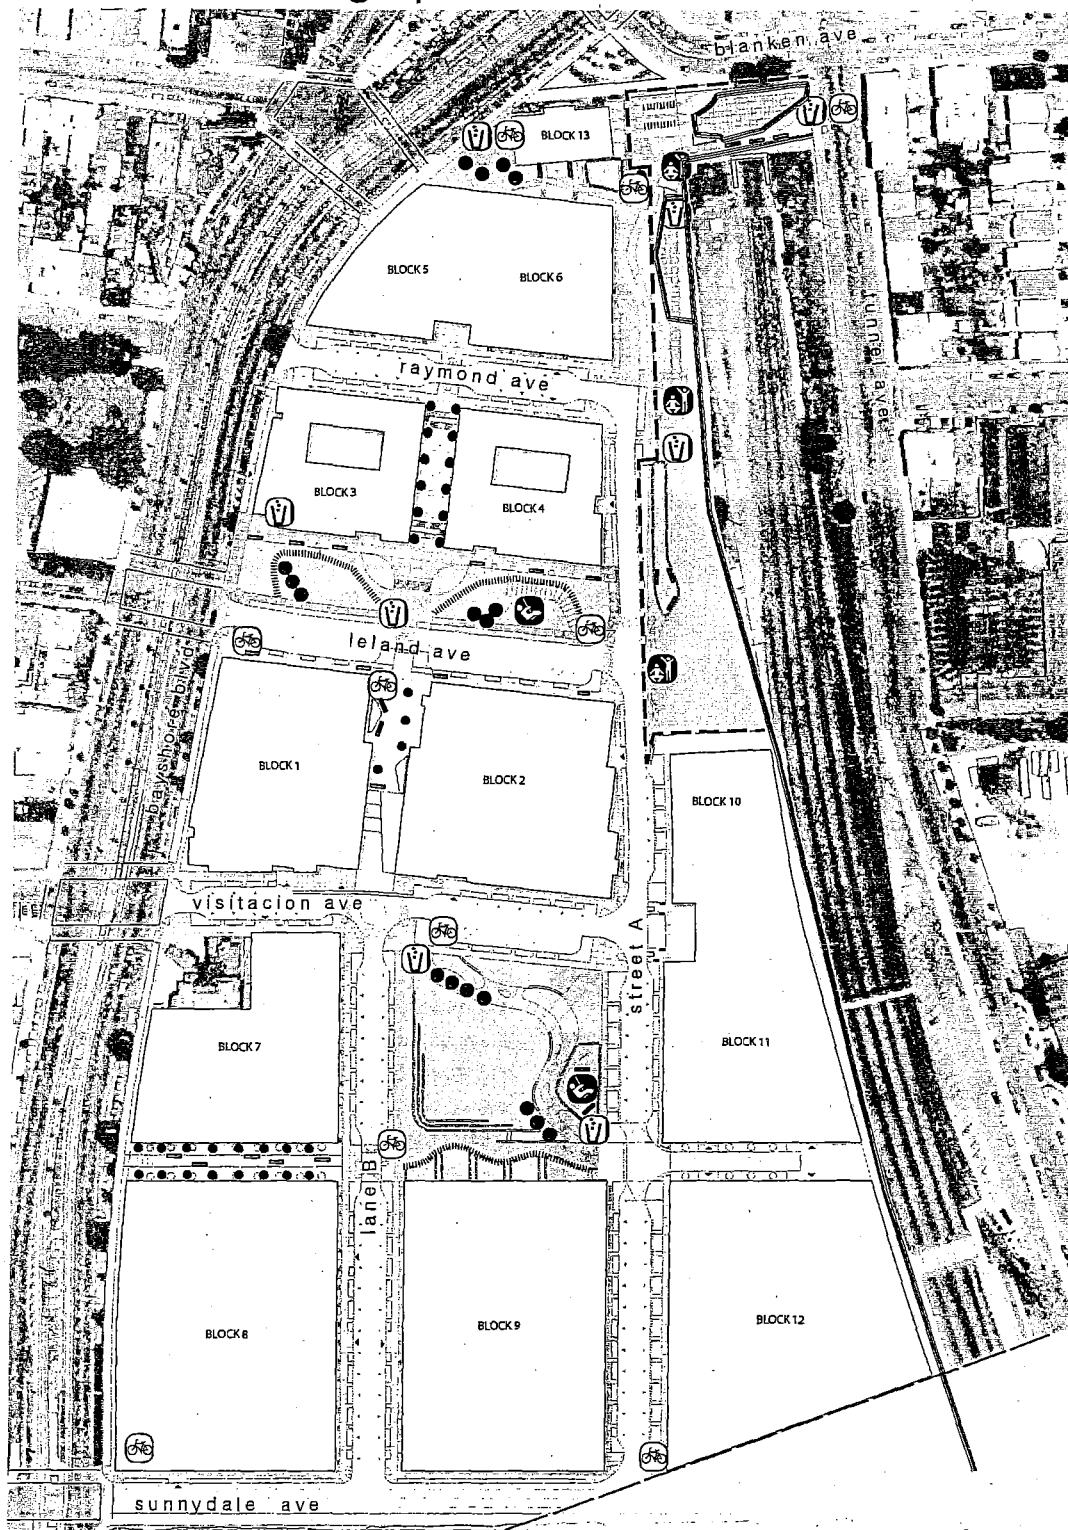 blanken ave
BLOCK 13
BLOCK 5
BLOCK 6
tunnel ave
raymond ave
BLOCK 3
BLOCK 4
leland ave
bayshore blvd
BLOCK 1
BLOCK 2
BLOCK 10
visitacion ave
street A
BLOCK 7
BLOCK 11
lane B
BLOCK 8
BLOCK 9
BLOCK 12
sunnydale ave